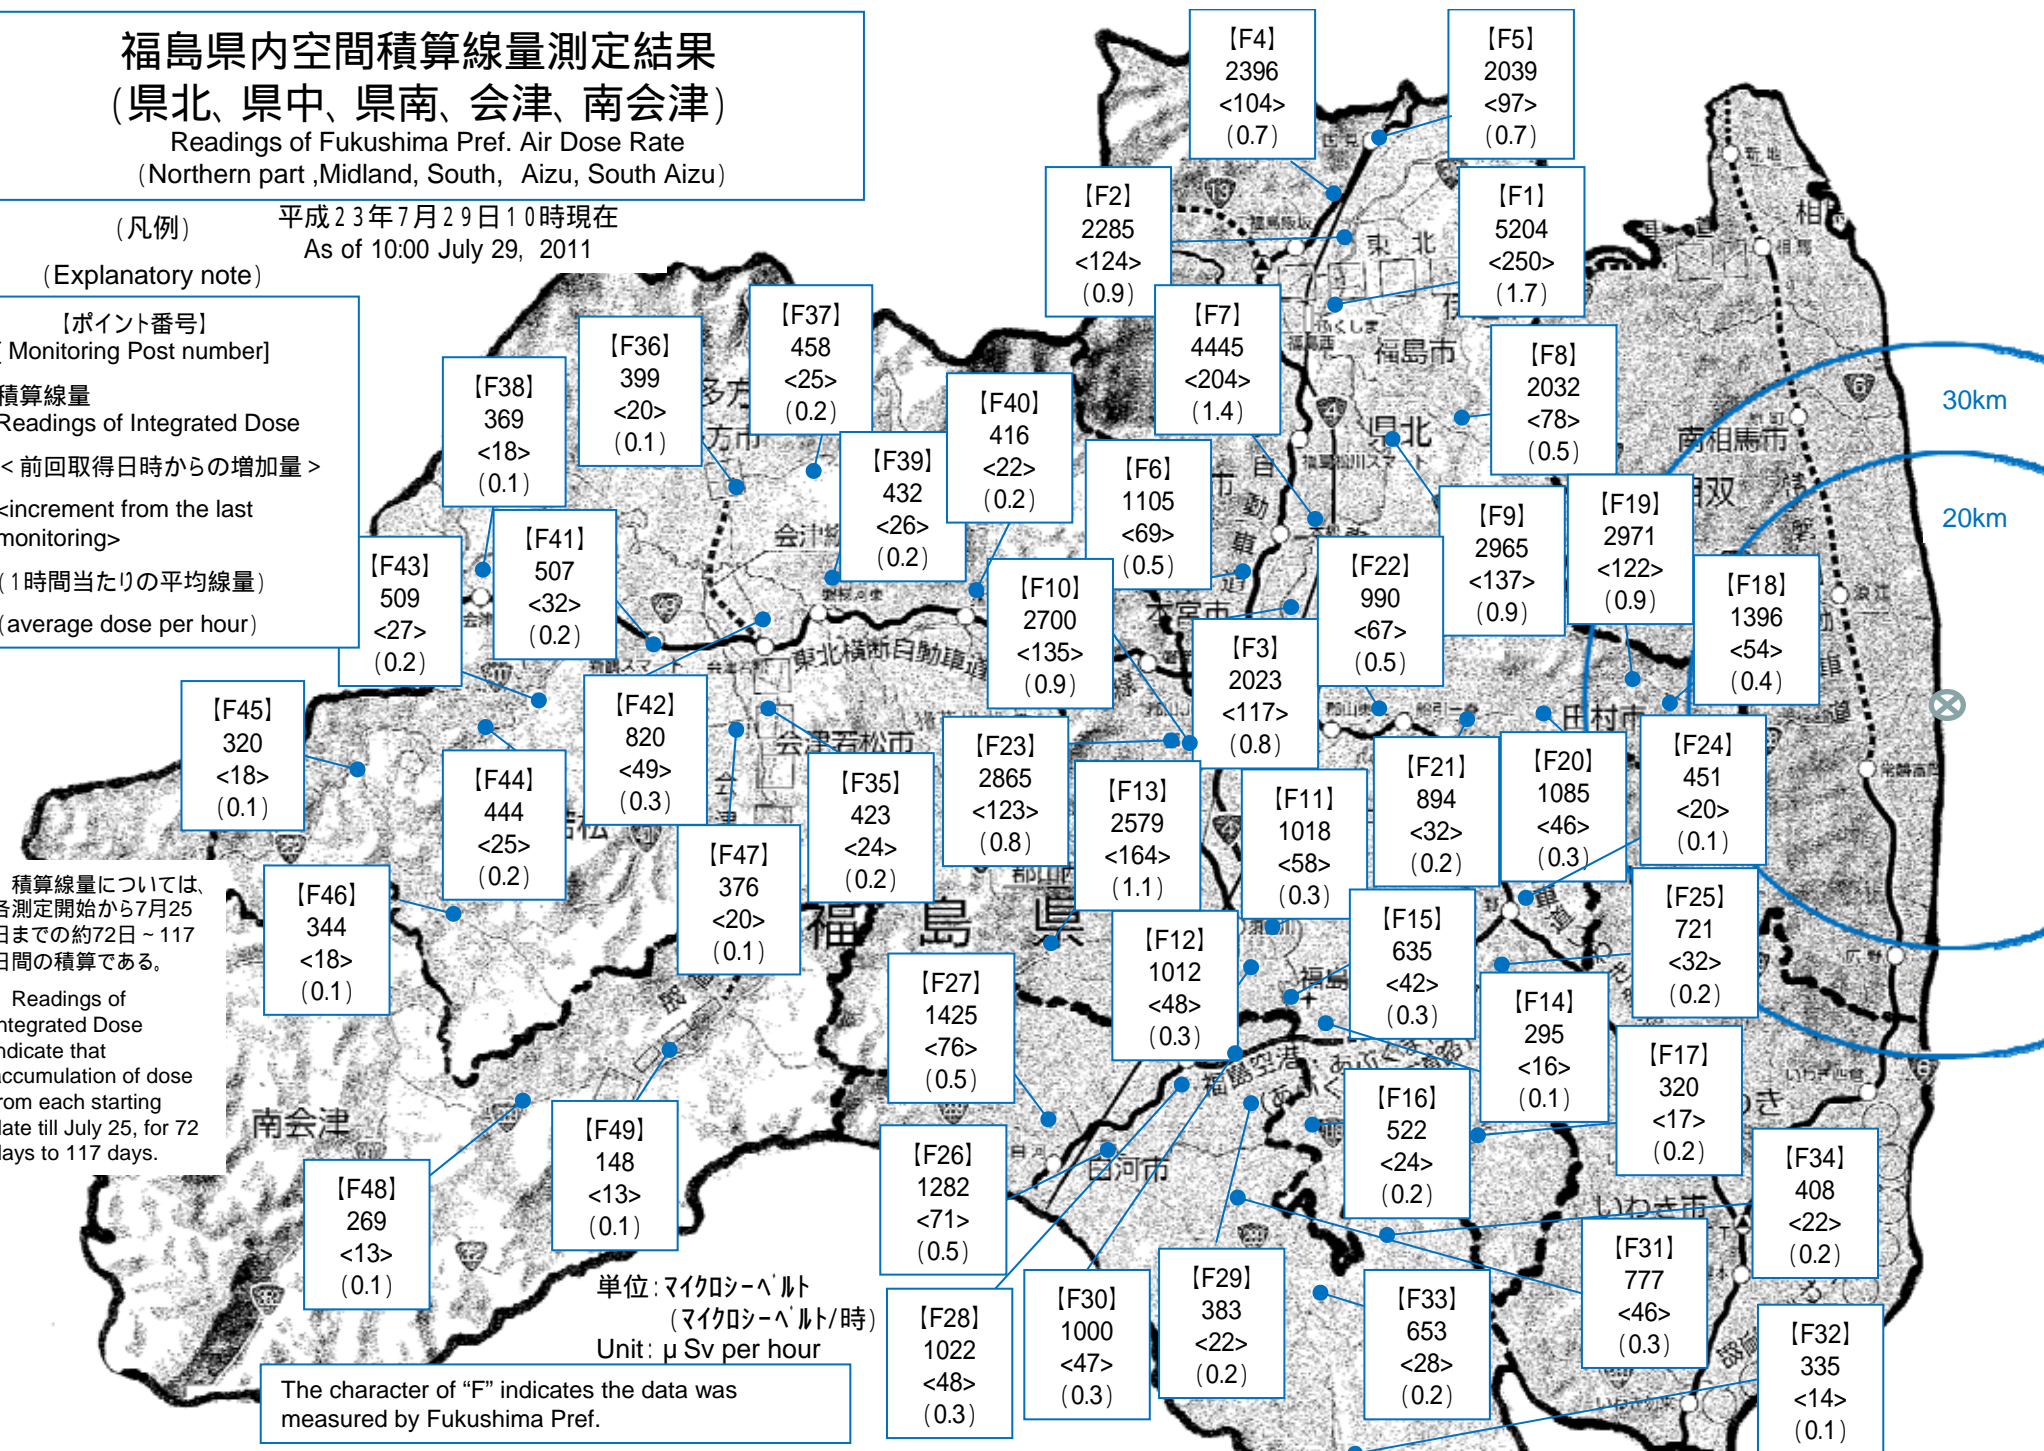 福島県内空間積算線量測定結果
(県北、県中、県南、会津、南会津)
Readings of Fukushima Pref. Air Dose Rate
(Northern part ,Midland, South, Aizu, South Aizu)
(凡例)
平成23年7月29日10時現在
As of 10:00 July 29, 2011
(Explanatory note)
【ポイント番号】
[ Monitoring Post number]
積算線量
Readings of Integrated Dose
<前回取得日時からの増加量>
<increment from the last
monitoring>
(1時間当たりの平均線量)
(average dose per hour)
【F4】
2396
<104>
(0.7)
【F5】
2039
<97>
(0.7)
【F2】
2285
<124>
(0.9)
【F1】
5204
<250>
(1.7)
【F7】
4445
<204>
(1.4)
【F8】
2032
<78>
(0.5)
【F37】
458
<25>
(0.2)
【F36】
399
<20>
(0.1)
【F38】
369
<18>
(0.1)
【F40】
416
<22>
(0.2)
【F39】
432
<26>
(0.2)
【F6】
1105
<69>
(0.5)
【F9】
2965
<137>
(0.9)
【F19】
2971
<122>
(0.9)
【F43】
509
<27>
(0.2)
【F41】
507
<32>
(0.2)
【F10】
2700
<135>
(0.9)
【F22】
990
<67>
(0.5)
【F18】
1396
<54>
(0.4)
【F3】
2023
<117>
(0.8)
【F45】
320
<18>
(0.1)
【F42】
820
<49>
(0.3)
【F44】
444
<25>
(0.2)
【F35】
423
<24>
(0.2)
【F23】
2865
<123>
(0.8)
【F13】
2579
<164>
(1.1)
【F11】
1018
<58>
(0.3)
【F21】
894
<32>
(0.2)
【F20】
1085
<46>
(0.3)
【F24】
451
<20>
(0.1)
【F47】
376
<20>
(0.1)
【F46】
344
<18>
(0.1)
【F12】
1012
<48>
(0.3)
【F15】
635
<42>
(0.3)
【F25】
721
<32>
(0.2)
【F27】
1425
<76>
(0.5)
【F14】
295
<16>
(0.1)
【F17】
320
<17>
(0.2)
【F16】
522
<24>
(0.2)
【F49】
148
<13>
(0.1)
【F48】
269
<13>
(0.1)
【F26】
1282
<71>
(0.5)
【F34】
408
<22>
(0.2)
【F31】
777
<46>
(0.3)
【F28】
1022
<48>
(0.3)
【F30】
1000
<47>
(0.3)
【F29】
383
<22>
(0.2)
【F33】
653
<28>
(0.2)
【F32】
335
<14>
(0.1)
30km
20km
福島市
県北
南相馬市
本宮市
田村市
会津若松市
東北横断自動車道
福島県
福島空港
白河市
南会津
いわき市
積算線量については、
各測定開始から7月25
日までの約72日~117
日間の積算である。
Readings of
Integrated Dose
indicate that
accumulation of dose
from each starting
date till July 25, for 72
days to 117 days.
単位:マイクロシーベルト
(マイクロシーベルト/時)
Unit: μ Sv per hour
The character of “F” indicates the data was
measured by Fukushima Pref.